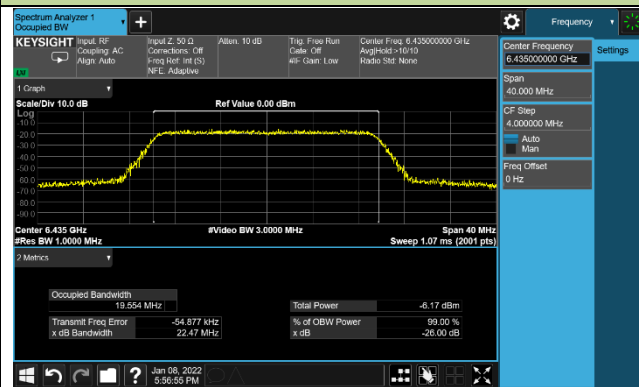 Spectrum Analyzer 1
Occupied BW
Frequency
KEYSIGHT
Input: RF
Coupling: AC
Align: Auto
Input Z: 50 Ω
Corrections: Off
Freq Ref: Int (S)
NFE: Adaptive
Atten: 10 dB
Trig: Free Run
Gate: Off
#IF Gain: Low
Center Freq: 6.435000000 GHz
Avg|Hold:>10/10
Radio Std: None
Center Frequency
6.435000000 GHz
Settings
Span
40.000 MHz
CF Step
4.000000 MHz
Auto
Man
Freq Offset
0 Hz
1 Graph
Scale/Div 10.0 dB
Ref Value 0.00 dBm
Log
-10.0
-20.0
-30.0
-40.0
-50.0
-60.0
-70.0
-80.0
-90.0
Center 6.435 GHz
#Video BW 3.0000 MHz
Span 40 MHz
#Res BW 1.0000 MHz
Sweep 1.07 ms (2001 pts)
2 Metrics
Occupied Bandwidth
19.554 MHz
Total Power
-6.17 dBm
Transmit Freq Error
-54.877 kHz
% of OBW Power
99.00 %
x dB Bandwidth
22.47 MHz
x dB
-26.00 dB
Jan 08, 2022
5:56:55 PM